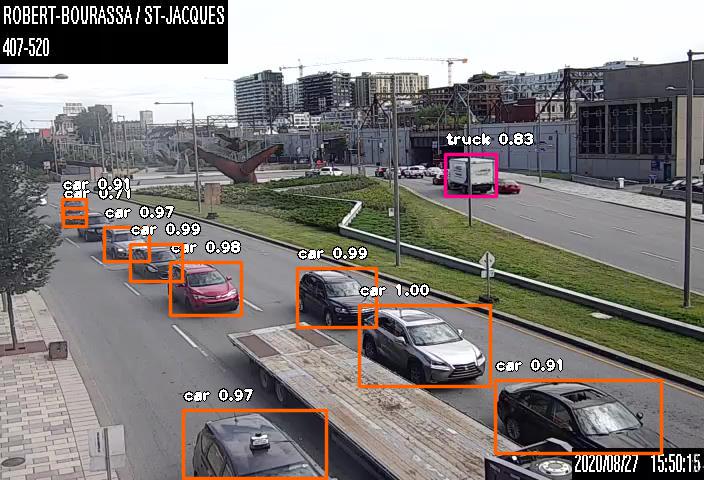 ROBERT-BOURASSA / ST-JACQUES
407-520
truck 0.83
car 0.91
car 0.71
car 0.97
car 0.99
car 0.98
car 0.99
car 1.00
car 0.91
car 0.97
2020/08/27 15:50:15